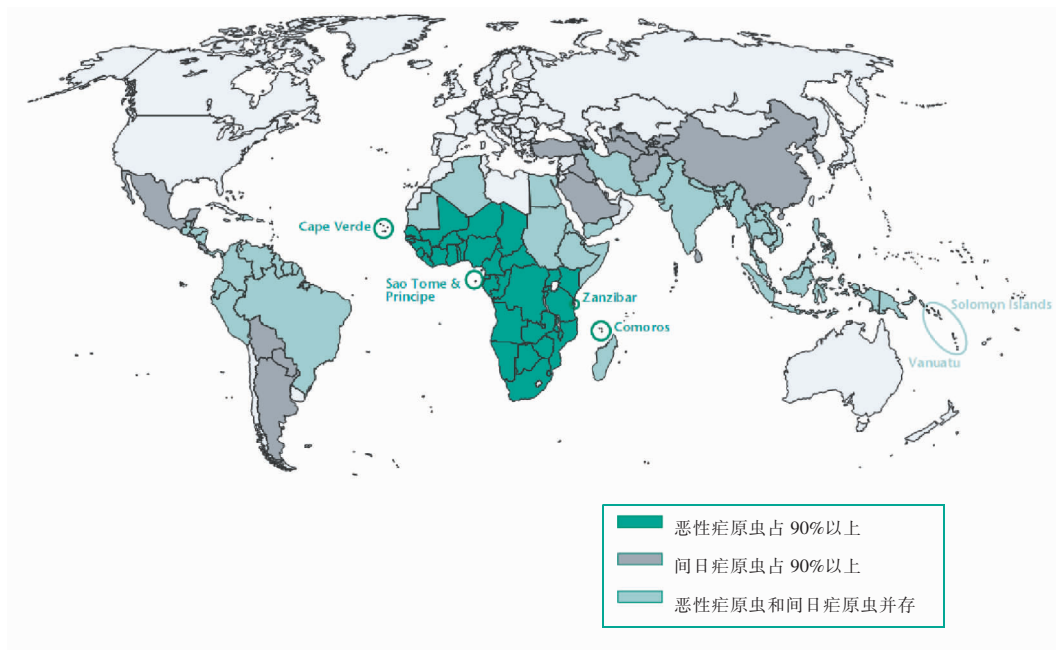 Cape Verde
Sao Tome &
Principe
Zanzibar
Comoros
Solomon Islands
Vanuatu
恶性疟原虫占 90%以上
间日疟原虫占 90%以上
恶性疟原虫和间日疟原虫并存